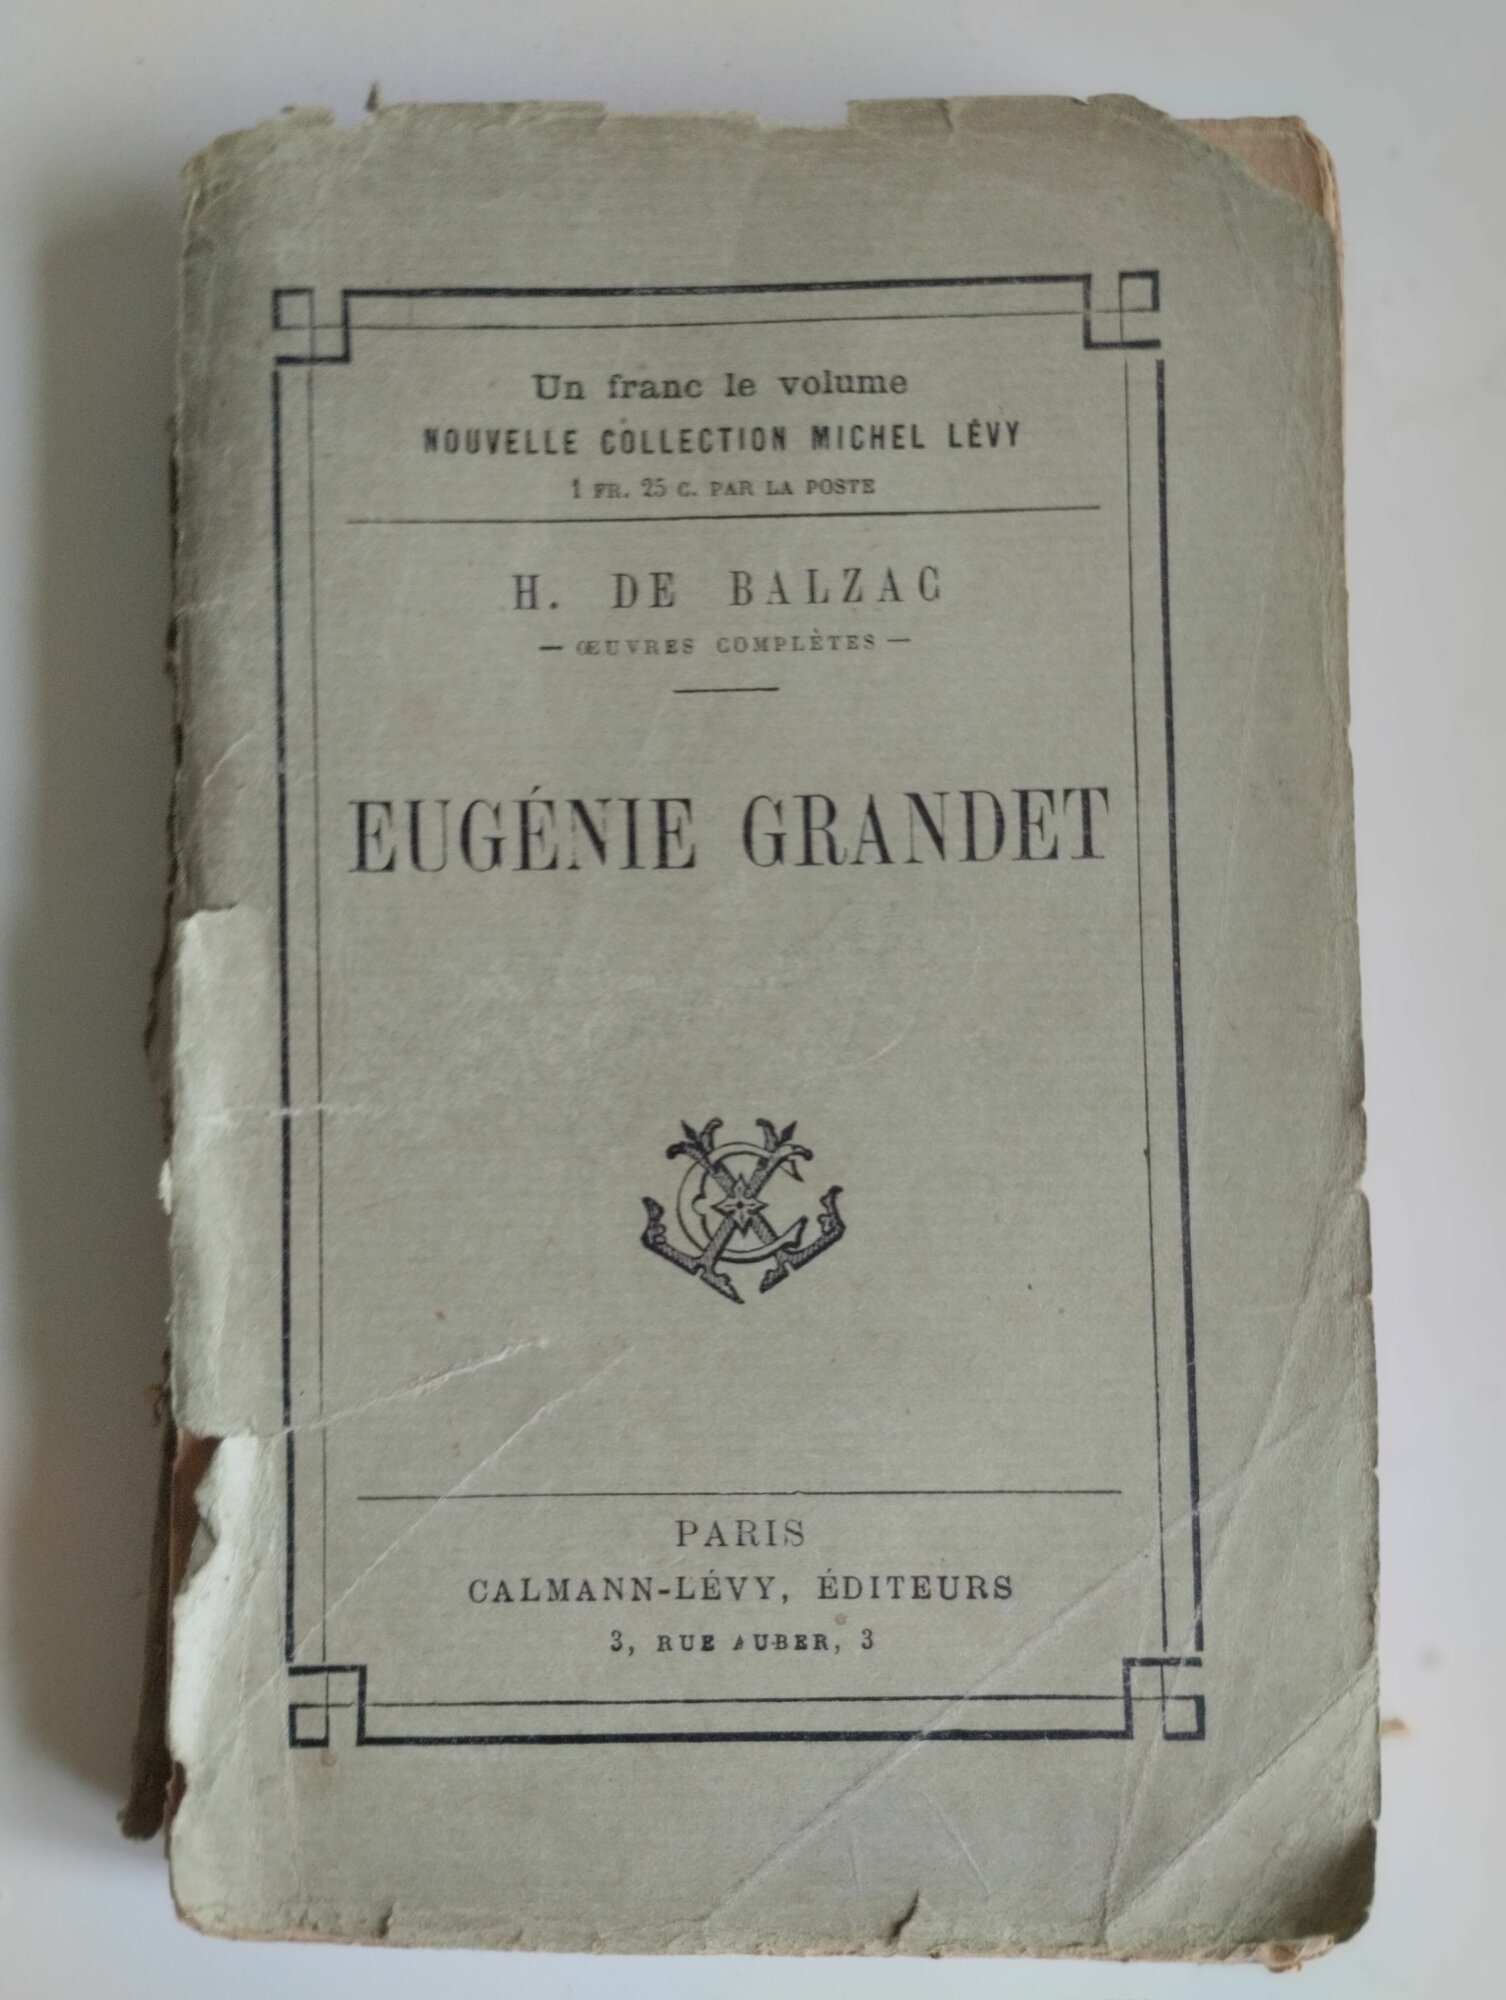 Un franc le volume
NOUVELLE COLLECTION MICHEL LÉVY
1 FR. 25 C. PAR LA POSTE
H. DE BALZAC
— ŒUVRES COMPLÈTES —
EUGÉNIE GRANDET
PARIS
CALMANN-LÉVY, ÉDITEURS
3, RUE AUBER, 3